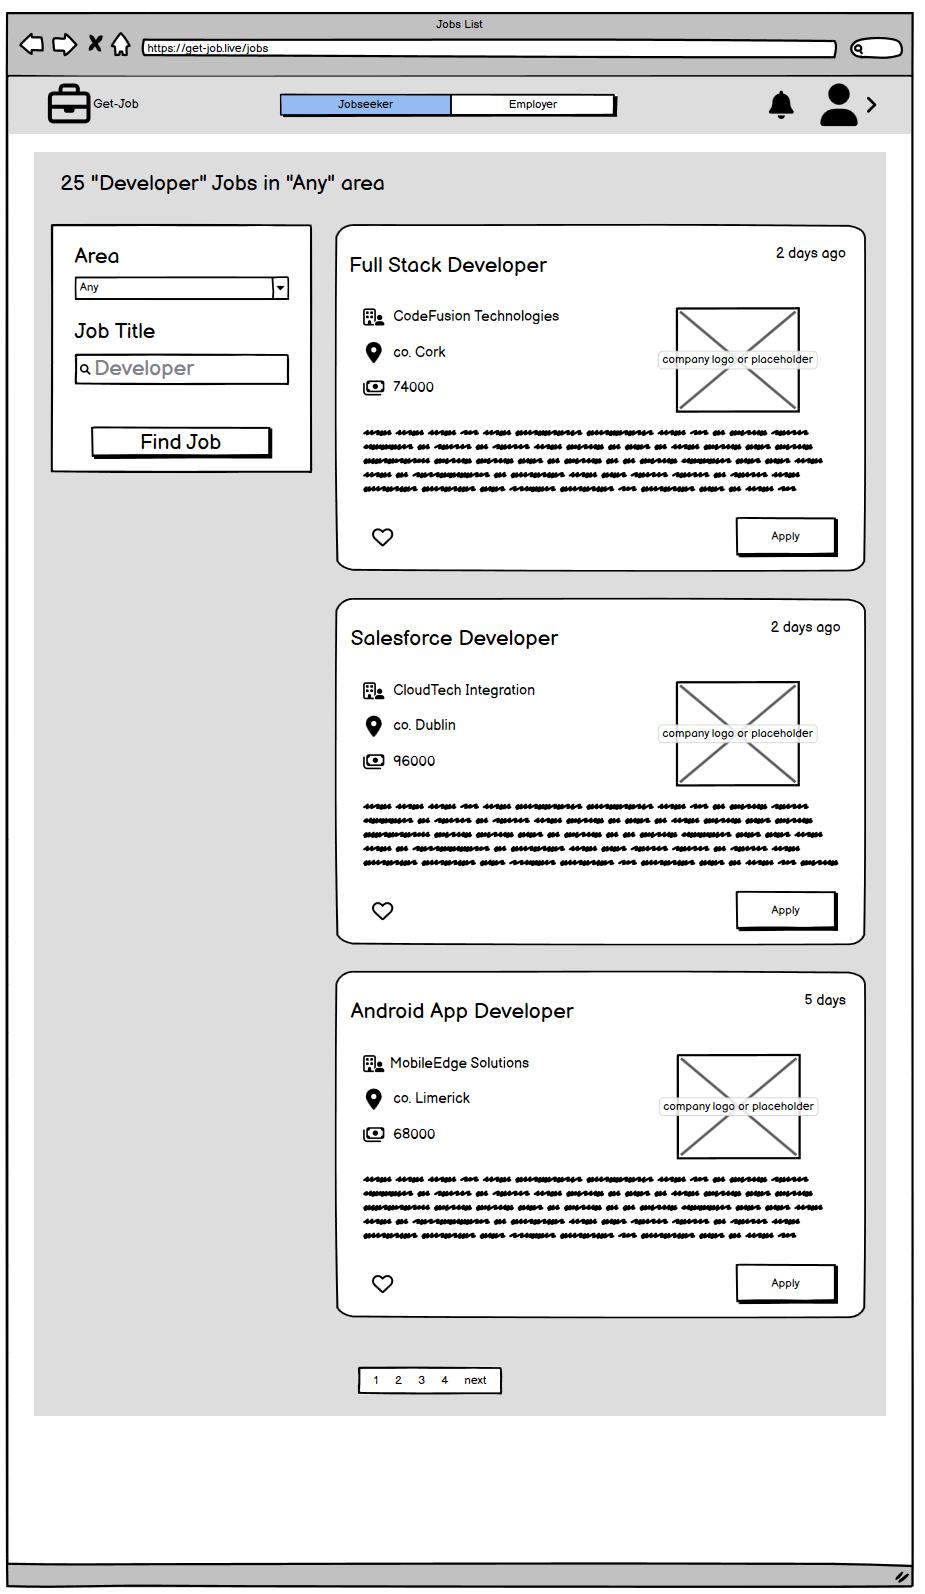 Jobs List
https://get-job.live/jobs
Get-Job
Jobseeker
Employer
25 "Developer" Jobs in "Any" area
Area
Any
Job Title
Developer
Find Job
2 days ago
Full Stack Developer
CodeFusion Technologies
co. Cork
company logo or placeholder
74000
Apply
2 days ago
Salesforce Developer
CloudTech Integration
co. Dublin
company logo or placeholder
96000
Apply
5 days
Android App Developer
MobileEdge Solutions
co. Limerick
company logo or placeholder
68000
Apply
1 2 3 4 next